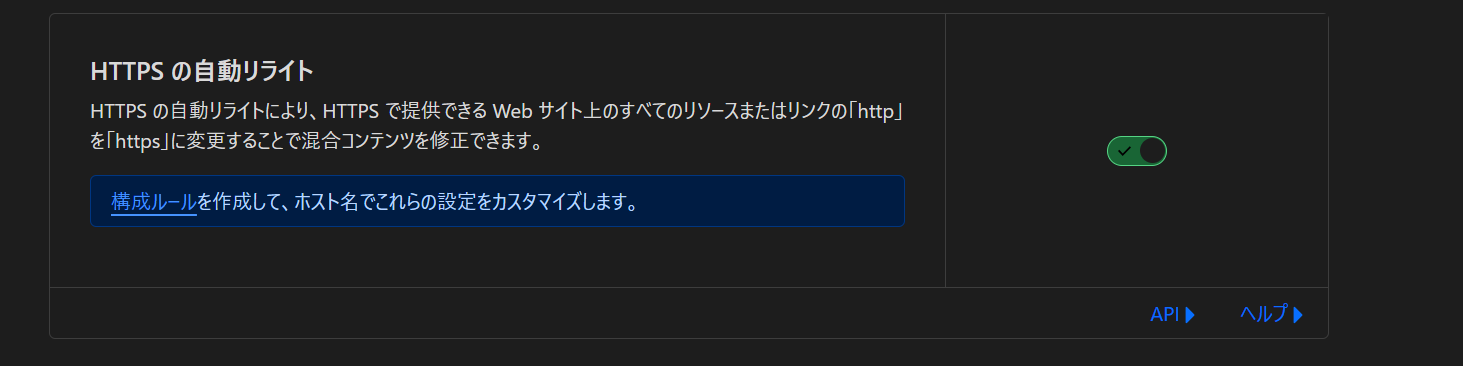 HTTPS の自動リライト
HTTPS の自動リライトにより、HTTPS で提供できる Web サイト上のすべてのリソースまたはリンクの「http」
を「https」に変更することで混合コンテンツを修正できます。
構成ルールを作成して、ホスト名でこれらの設定をカスタマイズします。
API ヘルプ